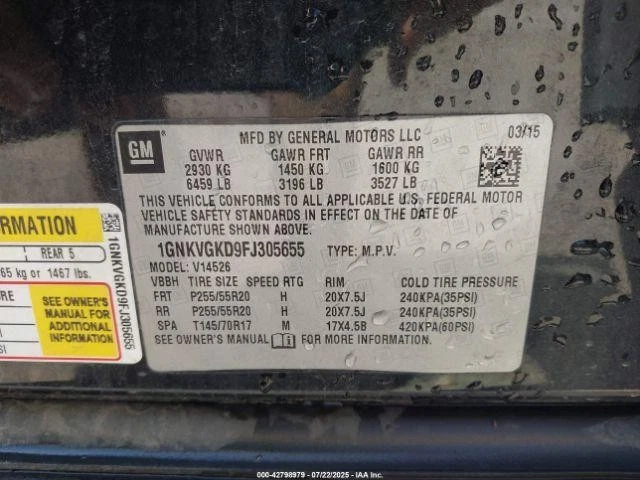 GM
MFD BY GENERAL MOTORS LLC 03/15
GVWR GAWR FRT GAWR RR
2930 KG 1450 KG 1600 KG
6459 LB 3196 LB 3527 LB
THIS VEHICLE CONFORMS TO ALL APPLICABLE U.S. FEDERAL MOTOR
VEHICLE SAFETY STANDARDS IN EFFECT ON THE DATE OF
MANUFACTURE SHOWN ABOVE.
1GNKVGKD9FJ305655 TYPE: M.P.V.
MODEL: V14526
VBBH TIRE SIZE SPEED RTG RIM COLD TIRE PRESSURE
FRT P255/55R20 H 20X7.5J 240KPA(35PSI)
RR P255/55R20 H 20X7.5J 240KPA(35PSI)
SPA T145/70R17 M 17X4.5B 420KPA(60PSI)
SEE OWNER'S MANUAL FOR MORE INFORMATION.
ORMATION
REAR 5
65 kg or 1467 lbs.
SEE OWNER'S
MANUAL FOR
ADDITIONAL
INFORMATION
1GNKVGKD9FJ305655
000-42798979 07/22/2025 - Copyright © IAA, LLC